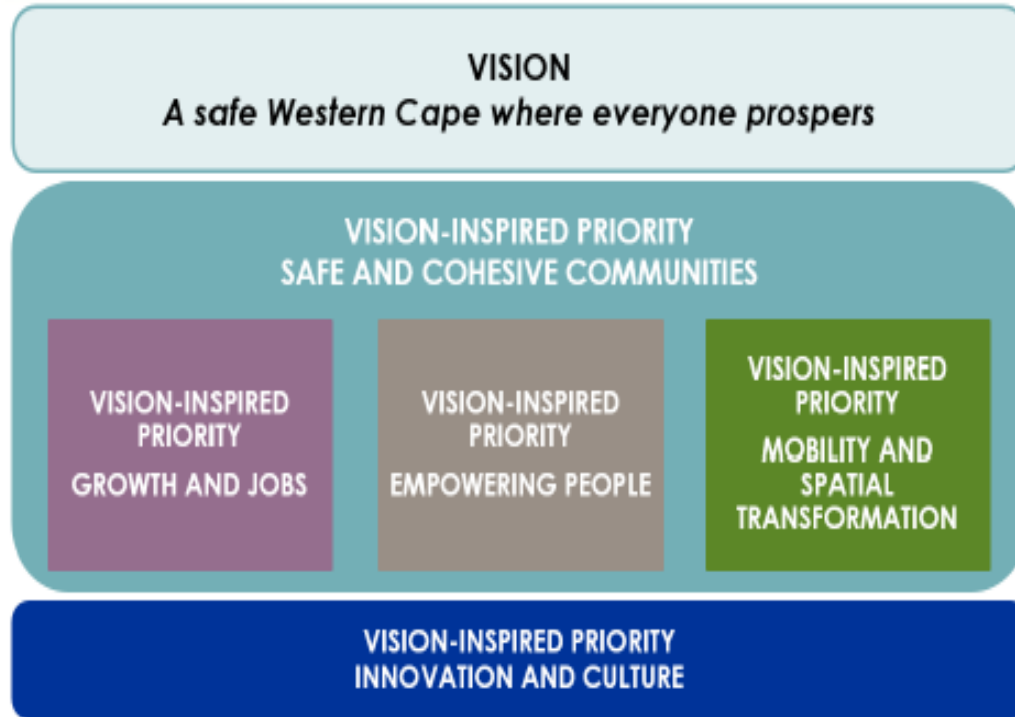 VISION
A safe Western Cape where everyone prospers
VISION-INSPIRED PRIORITY
SAFE AND COHESIVE COMMUNITIES
VISION-INSPIRED
PRIORITY
GROWTH AND JOBS
VISION-INSPIRED
PRIORITY
EMPOWERING PEOPLE
VISION-INSPIRED
PRIORITY
MOBILITY AND
SPATIAL
TRANSFORMATION
VISION-INSPIRED PRIORITY
INNOVATION AND CULTURE